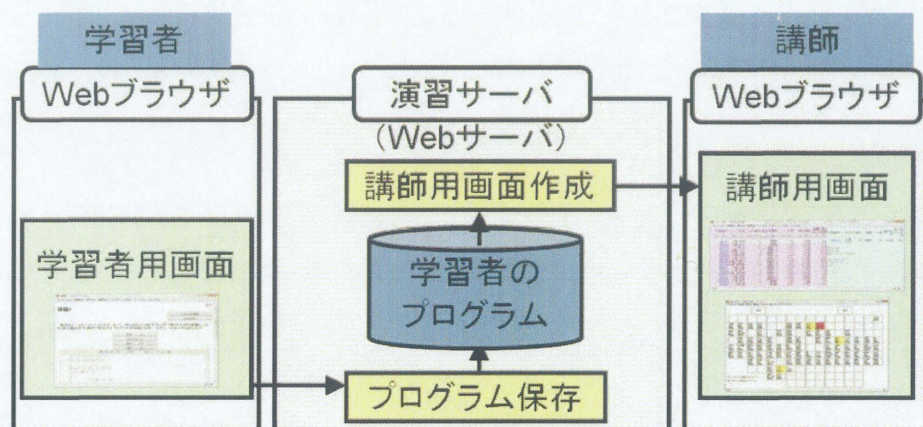 学習者
Webブラウザ
学習者用画面
演習サーバ
(Webサーバ)
講師用画面作成
学習者の
プログラム
プログラム保存
講師
Webブラウザ
講師用画面